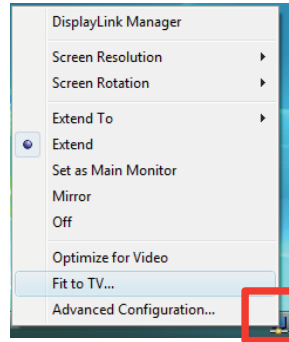 DisplayLink Manager
Screen Resolution
Screen Rotation
Extend To
Extend
Set as Main Monitor
Mirror
Off
Optimize for Video
Fit to TV...
Advanced Configuration...